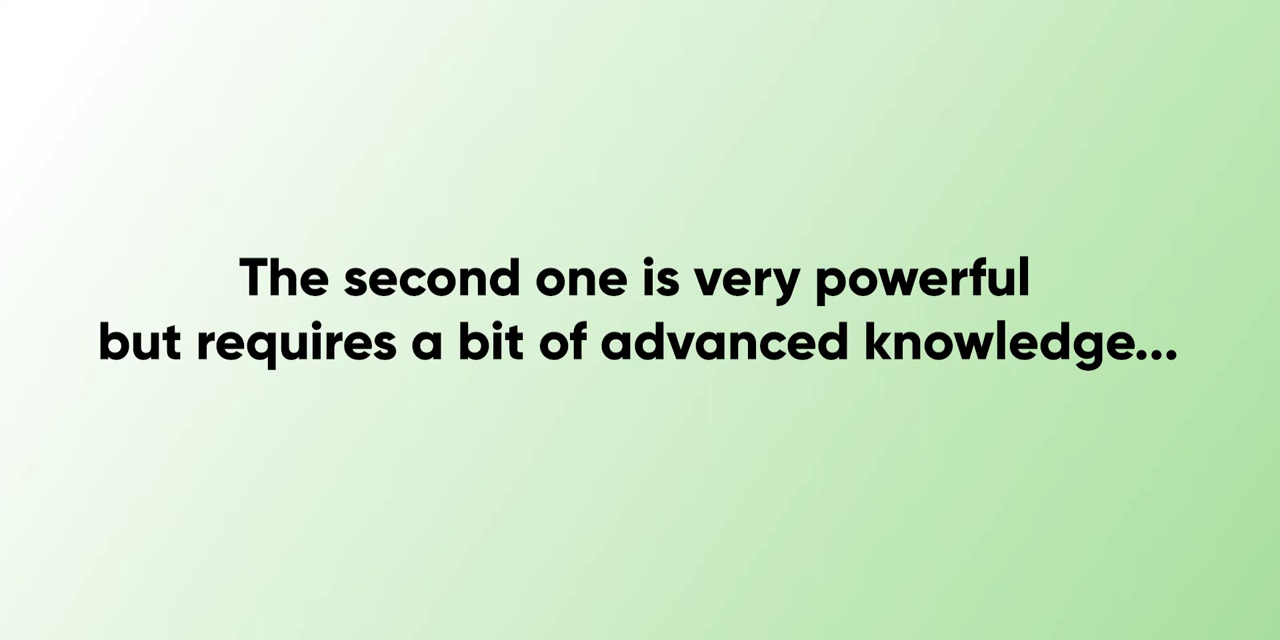 The second one is very powerful
but requires a bit of advanced knowledge...